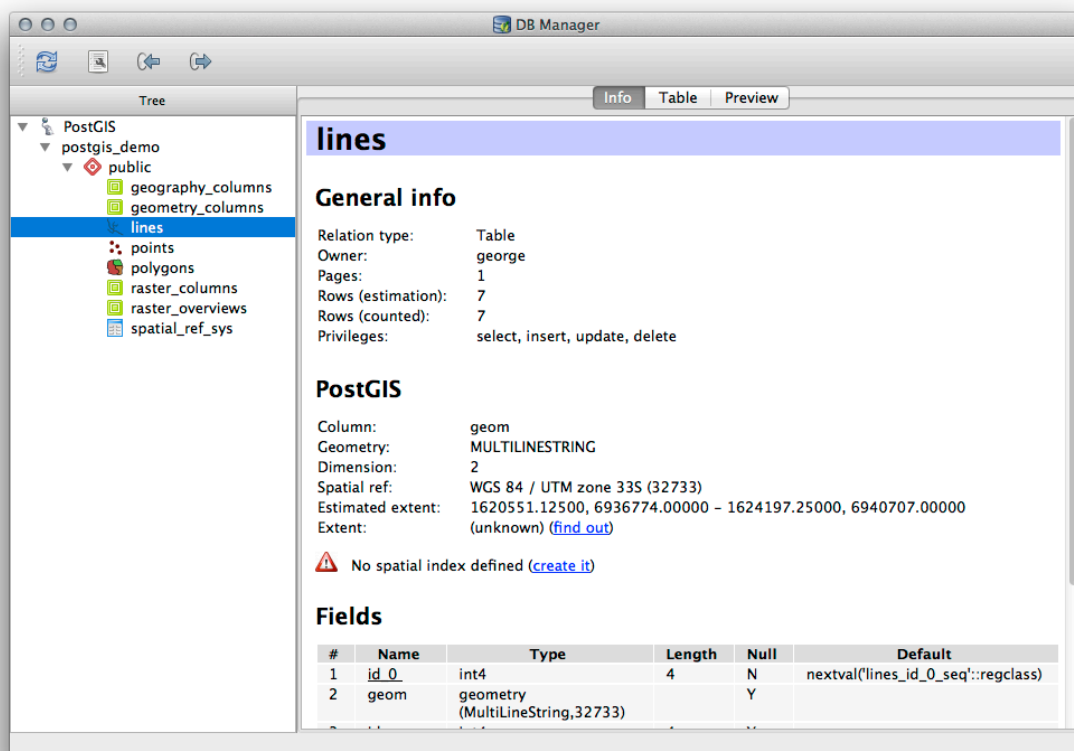 DB Manager
Tree
Info Table Preview
PostGIS
postgis_demo
public
geography_columns
geometry_columns
lines
points
polygons
raster_columns
raster_overviews
spatial_ref_sys
lines
General info
Relation type: Table
Owner: george
Pages: 1
Rows (estimation): 7
Rows (counted): 7
Privileges: select, insert, update, delete
PostGIS
Column: geom
Geometry: MULTILINESTRING
Dimension: 2
Spatial ref: WGS 84 / UTM zone 33S (32733)
Estimated extent: 1620551.12500, 6936774.00000 - 1624197.25000, 6940707.00000
Extent: (unknown) (find out)
No spatial index defined (create it)
Fields
# Name Type Length Null Default
1 id_0 int4 4 N nextval('lines_id_0_seq'::regclass)
2 geom geometry Y
(MultiLineString,32733)